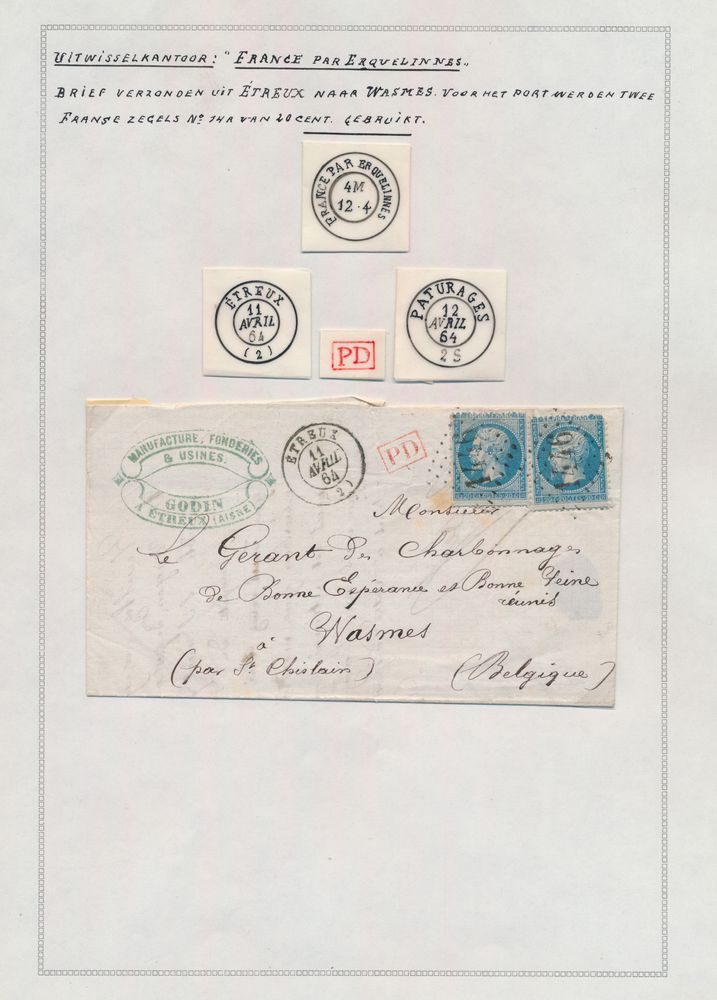 UITWISSELKANTOOR: "FRANCE PAR ERQUELINNES„
BRIEF VERZONDEN UIT ÉTREUX NAAR WASMES. VOOR HET PORT WERDEN TWEE
FRANSE ZEGELS No 14A VAN 20 CENT. GEBRUIKT.
FRANCE PAR ERQUELINNES
4M
12·4
ÉTREUX
11
AVRIL
64
(2)
PD
PATURAGES
12
AVRIL
64
2S
MANUFACTURE, FONDERIES
& USINES.
GODIN
A ÉTREUX (AISNE)
ÉTREUX
11
AVRIL
64
(2)
PD
Monsieur
Le Gérant des Charbonnages
de Bonne Espérance et Bonne Veine
réunis
à
Wasmes
(par St Ghislain) (Belgique)